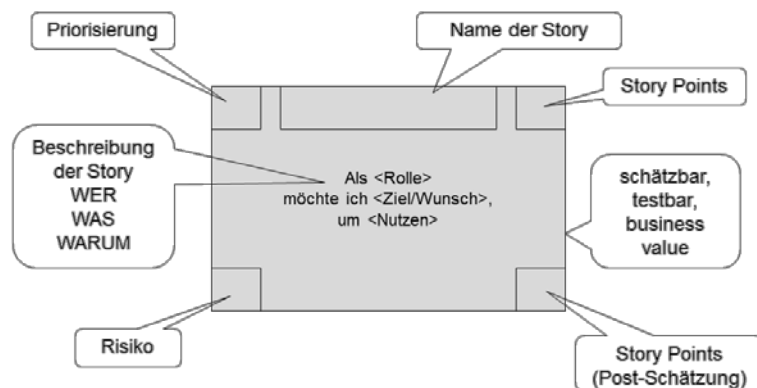 Priorisierung
Name der Story
Story Points
Beschreibung
der Story
WER
WAS
WARUM
Als <Rolle>
möchte ich <Ziel/Wunsch>,
um <Nutzen>
schätzbar,
testbar,
business
value
Risiko
Story Points
(Post-Schätzung)